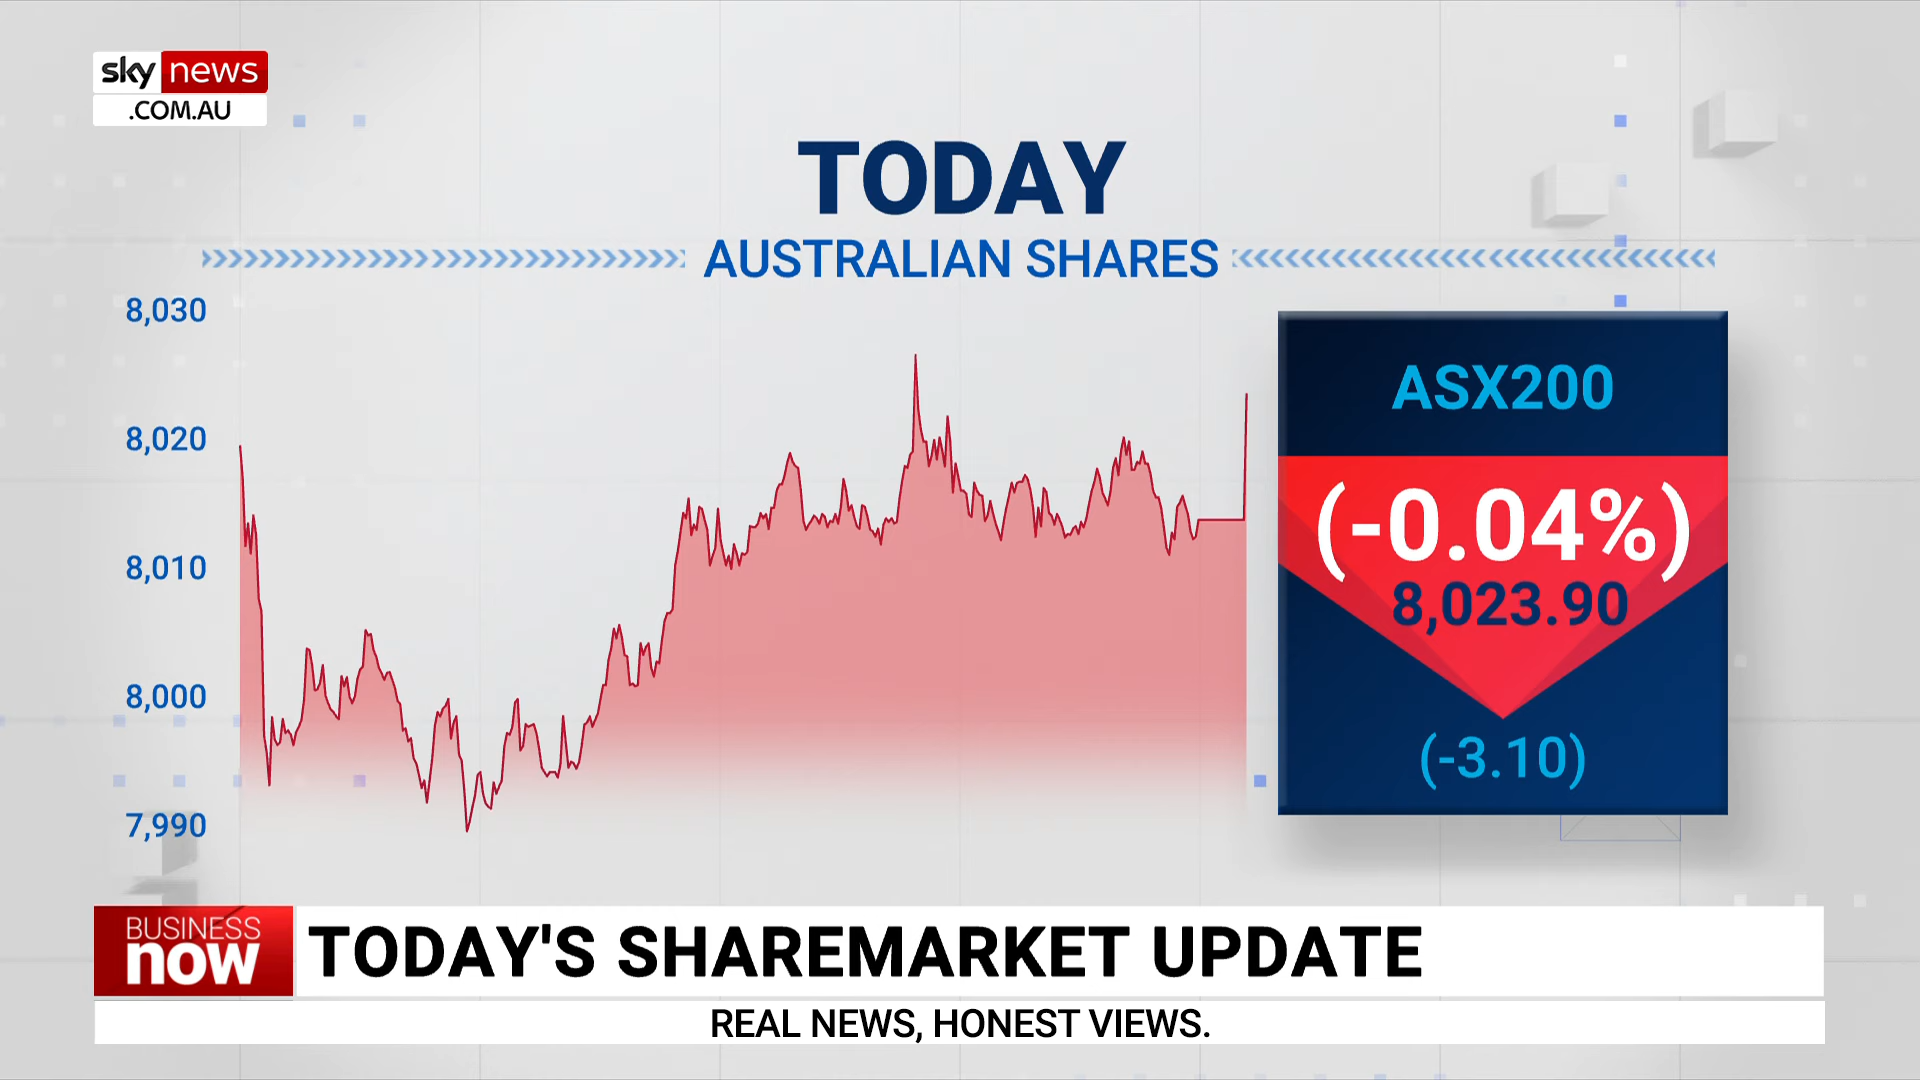 sky news
.COM.AU
TODAY
AUSTRALIAN SHARES
8,030
8,020
8,010
8,000
7,990
ASX200
(-0.04%)
8,023.90
(-3.10)
BUSINESS
now
TODAY'S SHAREMARKET UPDATE
REAL NEWS, HONEST VIEWS.